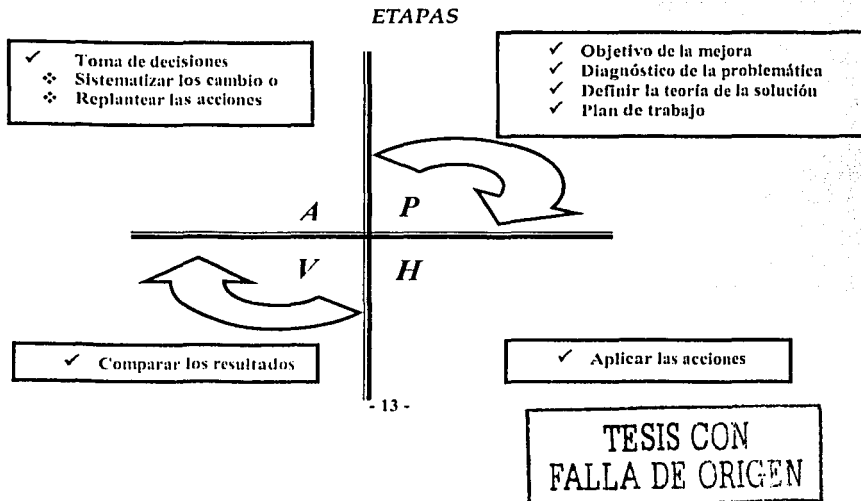 ETAPAS
✓ Toma de decisiones
❖ Sistematizar los cambio o
❖ Replantear las acciones
✓ Objetivo de la mejora
✓ Diagnóstico de la problemática
✓ Definir la teoría de la solución
✓ Plan de trabajo
A P
V H
✓ Comparar los resultados
✓ Aplicar las acciones
- 13 -
TESIS CON
FALLA DE ORIGEN